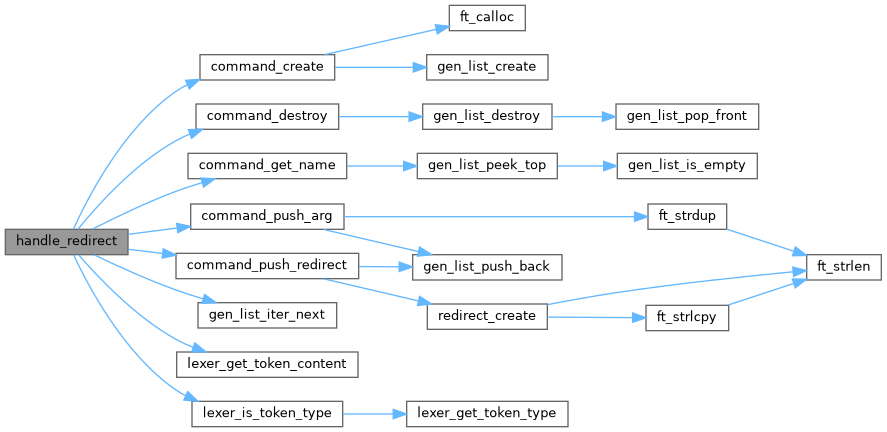 ft_calloc
command_create
gen_list_create
command_destroy
gen_list_destroy
gen_list_pop_front
command_get_name
gen_list_peek_top
gen_list_is_empty
command_push_arg
ft_strdup
handle_redirect
command_push_redirect
gen_list_push_back
ft_strlen
gen_list_iter_next
redirect_create
ft_strlcpy
lexer_get_token_content
lexer_is_token_type
lexer_get_token_type